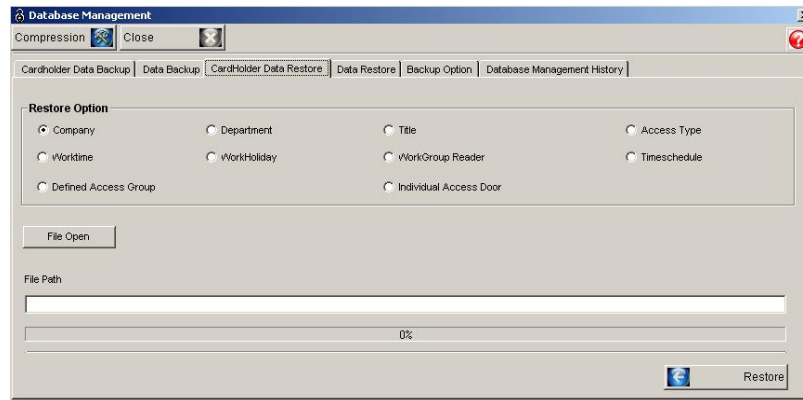 Database Management
Compression Close
Cardholder Data Backup Data Backup CardHolder Data Restore Data Restore Backup Option Database Management History
Restore Option
Company Department Title Access Type
Worktime WorkHoliday WorkGroup Reader Timeschedule
Defined Access Group Individual Access Door
File Open
File Path
0%
Restore